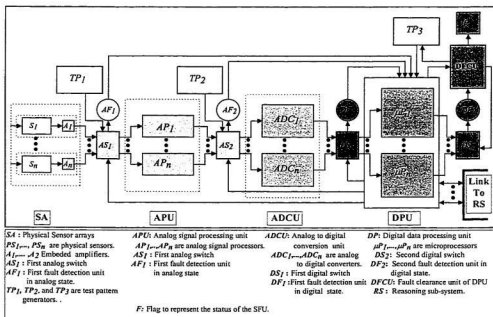 TP3
DFCU
TP1
TP2
AF1
AF2
S1
A1
AS1
AP1
AS2
ADC1
Sn
An
APn
ADCn
Link
To
RS
SA
APU
ADCU
DPU
SA : Physical Sensor arrays
PS1,...,PSn are physical sensors.
A1,..,A2 Embeded amplifiers.
AS1 : First analog switch
AF1 : First fault detection unit
in analog state.
TP1, TP2, and TP3 are test pattern
generators. .
APU: Analog signal processing unit
AP1,..,APn are analog signal processors.
AS1 : First analog switch
AF1 : First fault detection unit
in analog state
ADCU: Analog to digital
conversion unit
ADC1,..,ADCn are analog
to digital converters.
DS1 : First digital switch
DF1 :First fault detection unit
in digital state.
DP: Digital data processing unit
μP1,..,μPn are microprocessors
DS2: Second digital switch
DF2: Second fault detection unit in
digital state.
DFCU: Fault clearance unit of DPU
RS : Reasoning sub-system.
F: Flag to represent the status of the SFU.